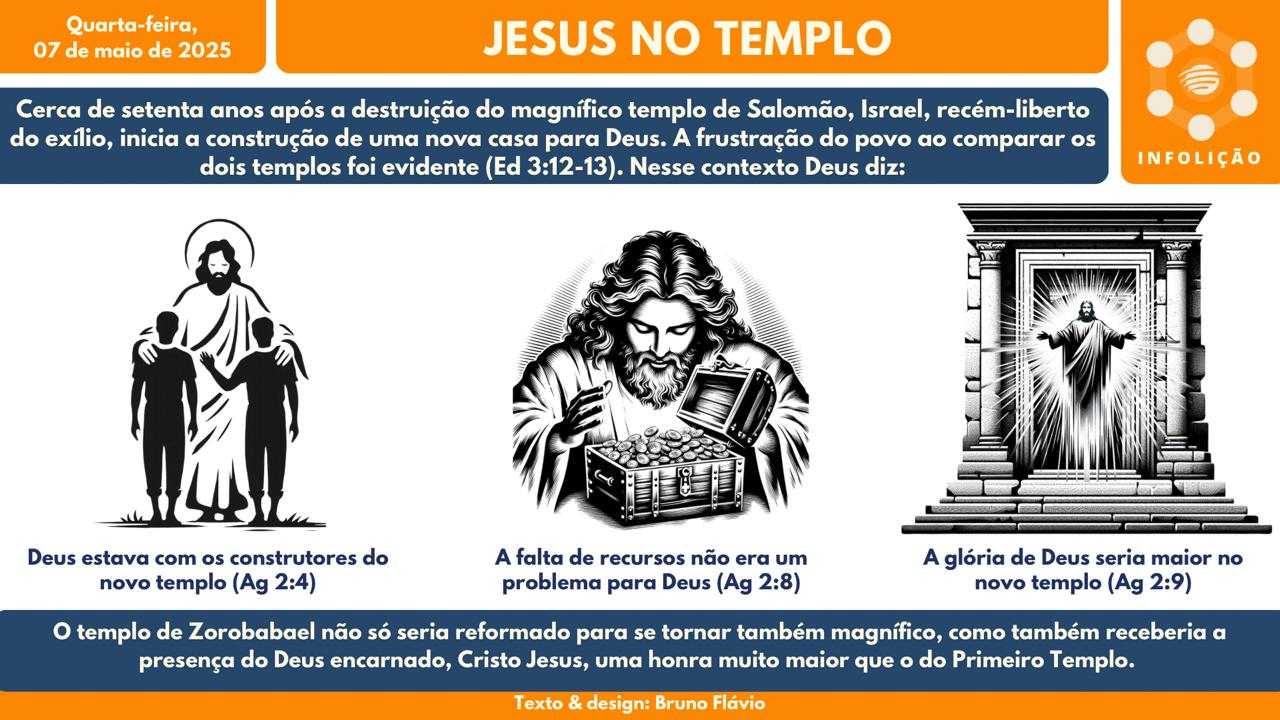 Quarta-feira,
07 de maio de 2025
JESUS NO TEMPLO
INFOLIÇÃO
Cerca de setenta anos após a destruição do magnífico templo de Salomão, Israel, recém-liberto
do exílio, inicia a construção de uma nova casa para Deus. A frustração do povo ao comparar os
dois templos foi evidente (Ed 3:12-13). Nesse contexto Deus diz:
Deus estava com os construtores do
novo templo (Ag 2:4)
A falta de recursos não era um
problema para Deus (Ag 2:8)
A glória de Deus seria maior no
novo templo (Ag 2:9)
O templo de Zorobabael não só seria reformado para se tornar também magnífico, como também receberia a
presença do Deus encarnado, Cristo Jesus, uma honra muito maior que o do Primeiro Templo.
Texto & design: Bruno Flávio